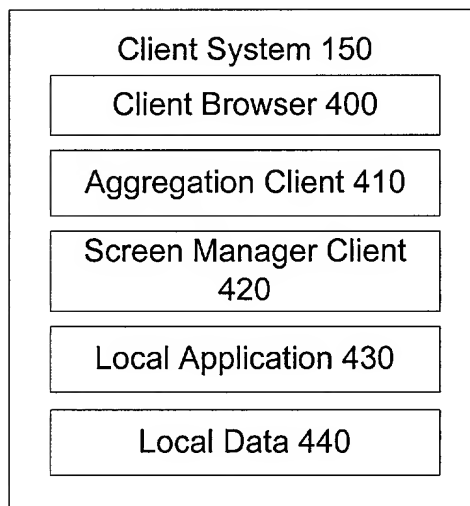 Client System 150
Client Browser 400
Aggregation Client 410
Screen Manager Client
420
Local Application 430
Local Data 440